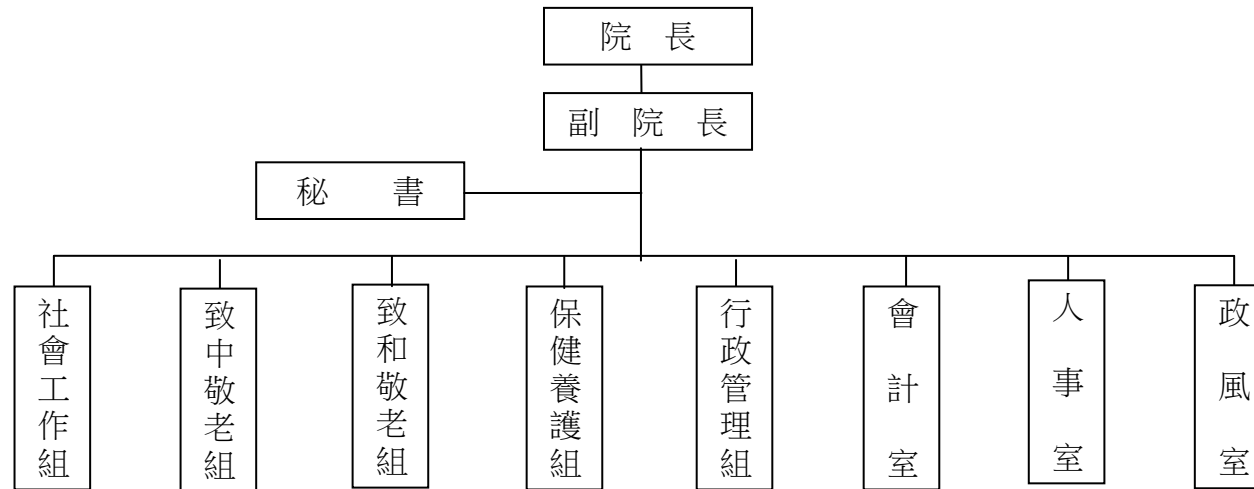 院 長
副 院 長
秘 書
社會工作組
致中敬老組
致和敬老組
保健養護組
行政管理組
會計室
人事室
政風室